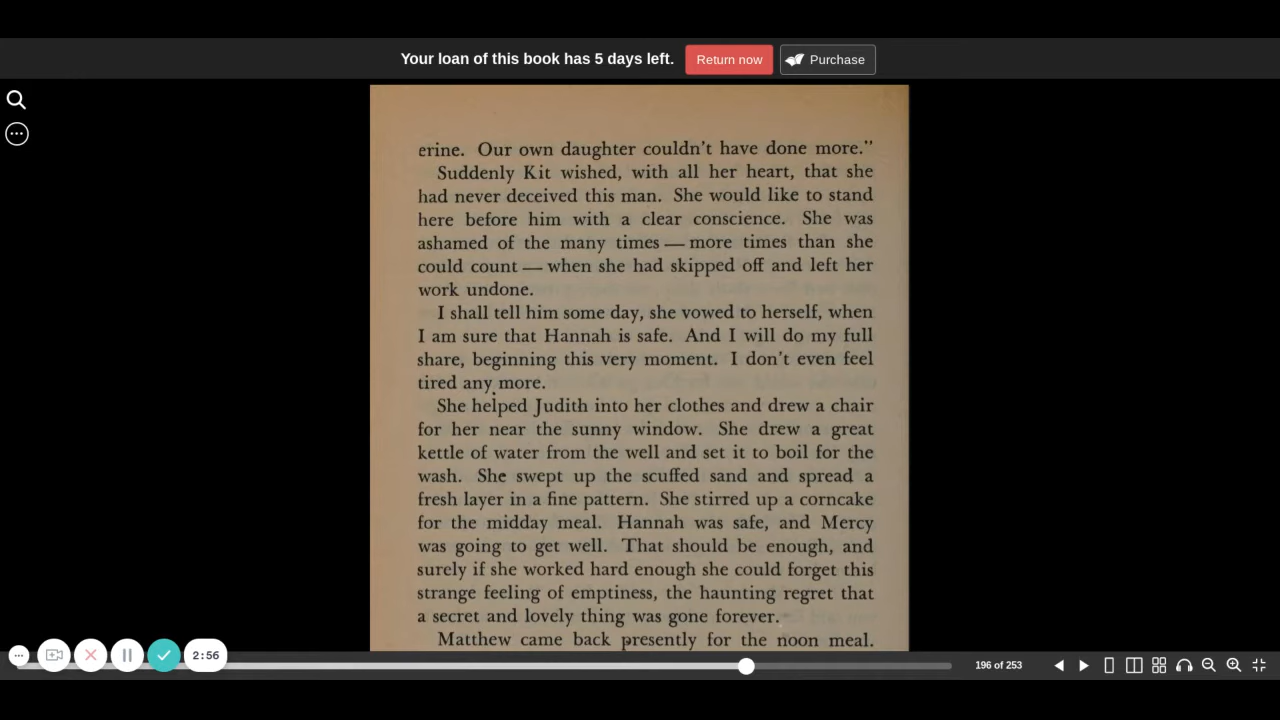 Your loan of this book has 5 days left. Return now Purchase
erine. Our own daughter couldn't have done more."
Suddenly Kit wished, with all her heart, that she
had never deceived this man. She would like to stand
here before him with a clear conscience. She was
ashamed of the many times — more times than she
could count — when she had skipped off and left her
work undone.
I shall tell him some day, she vowed to herself, when
I am sure that Hannah is safe. And I will do my full
share, beginning this very moment. I don't even feel
tired any more.
She helped Judith into her clothes and drew a chair
for her near the sunny window. She drew a great
kettle of water from the well and set it to boil for the
wash. She swept up the scuffed sand and spread a
fresh layer in a fine pattern. She stirred up a corncake
for the midday meal. Hannah was safe, and Mercy
was going to get well. That should be enough, and
surely if she worked hard enough she could forget this
strange feeling of emptiness, the haunting regret that
a secret and lovely thing was gone forever.
Matthew came back presently for the noon meal.
2:56
196 of 253